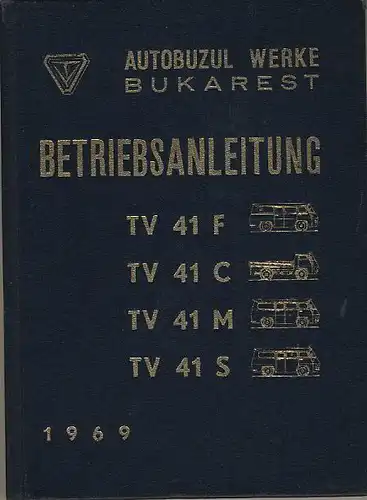 AUTOBUZUL WERKE
BUKAREST
BETRIEBSANLEITUNG
TV 41 F
TV 41 C
TV 41 M
TV 41 S
1969